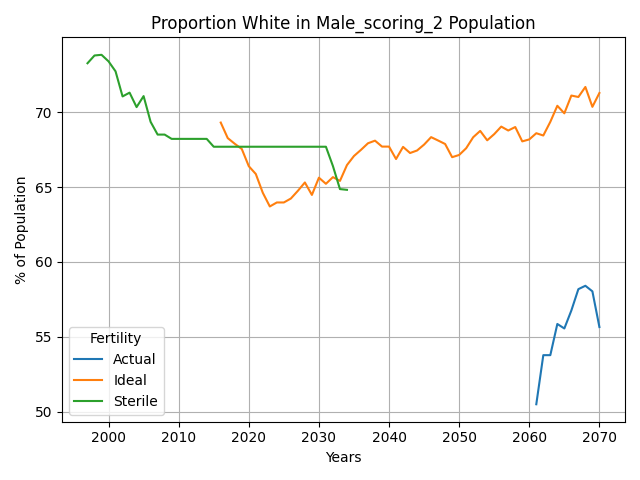 Proportion White in Male_scoring_2 Population
% of Population
70
65
60
55
50
Fertility
Actual
Ideal
Sterile
2000 2010 2020 2030 2040 2050 2060 2070
Years